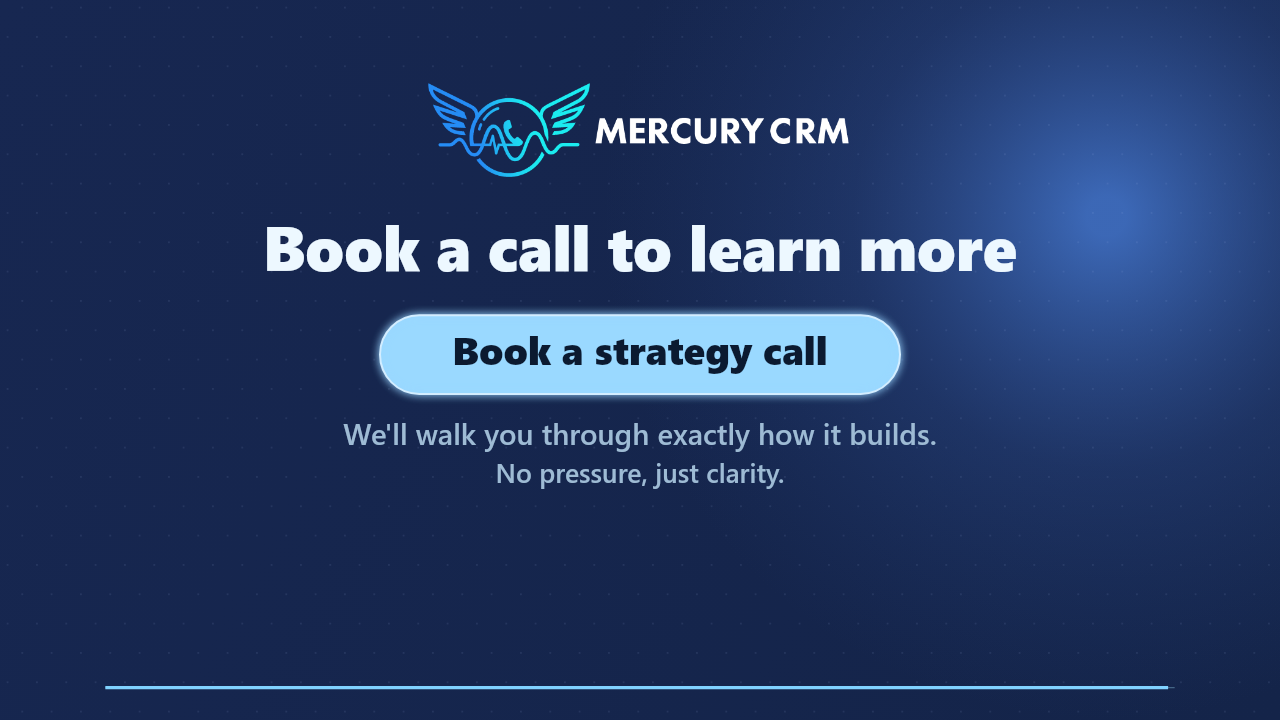 MERCURY CRM
Book a call to learn more
Book a strategy call
We'll walk you through exactly how it builds.
No pressure, just clarity.